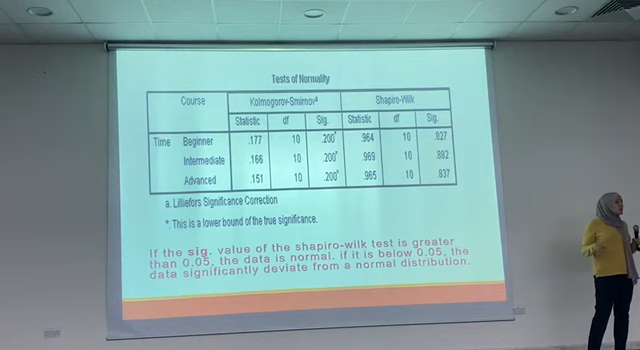 Tests of Normality
Course Kolmogorov-Smirnovᵃ Shapiro-Wilk
Statistic df Sig. Statistic df Sig.
Time Beginner .177 10 .200* .964 10 .827
Intermediate .166 10 .200* .969 10 .882
Advanced .151 10 .200* .965 10 .837
a. Lilliefors Significance Correction
*. This is a lower bound of the true significance.
If the sig. value of the shapiro-wilk test is greater
than 0.05, the data is normal. if it is below 0.05, the
data significantly deviate from a normal distribution.